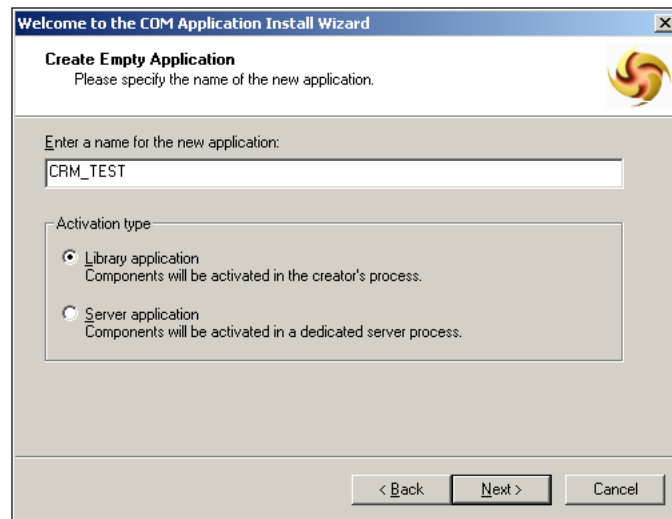 Welcome to the COM Application Install Wizard
Create Empty Application
Please specify the name of the new application.
Enter a name for the new application:
CRM_TEST
Activation type
Library application
Components will be activated in the creator's process.
Server application
Components will be activated in a dedicated server process.
< Back Next > Cancel